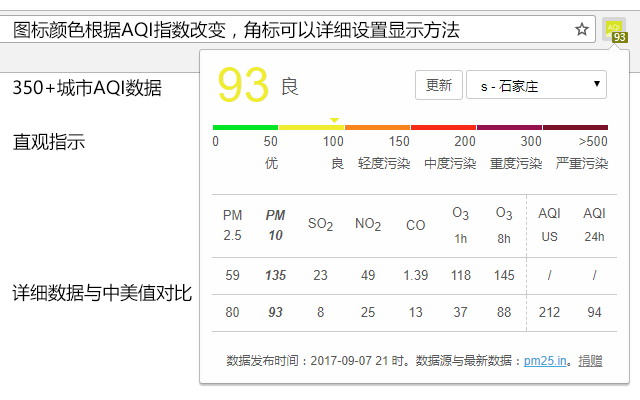 图标颜色根据AQI指数改变，角标可以详细设置显示方法
93
350+城市AQI数据
93 良 更新 s - 石家庄
直观指示
0 50 100 150 200 300 >500
优 良 轻度污染 中度污染 重度污染 严重污染
PM 2.5 PM 10 SO2 NO2 CO O3 1h O3 8h AQI US AQI 24h
59 135 23 49 1.39 118 145 / /
详细数据与中美值对比
80 93 8 25 13 37 88 212 94
数据发布时间：2017-09-07 21 时。数据源与最新数据：pm25.in。捐赠